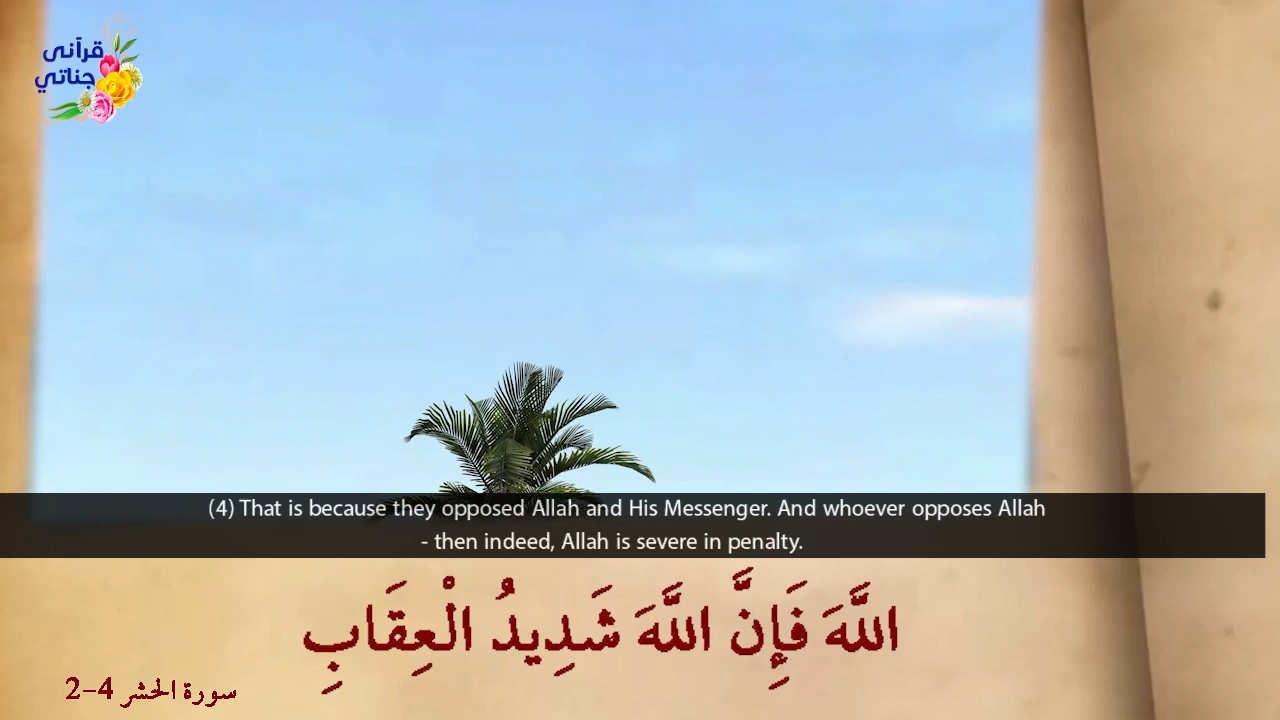 قرآنى
جناتي
(4) That is because they opposed Allah and His Messenger. And whoever opposes Allah
- then indeed, Allah is severe in penalty.
اللَّهَ فَإِنَّ اللَّهَ شَدِيدُ الْعِقَابِ
سورة الحشر 4-2